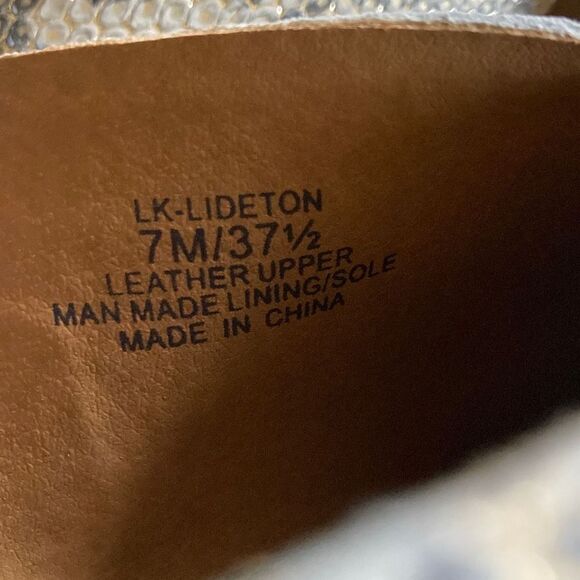 LK-LIDETON
7M/37½
LEATHER UPPER
MAN MADE LINING/SOLE
MADE IN CHINA